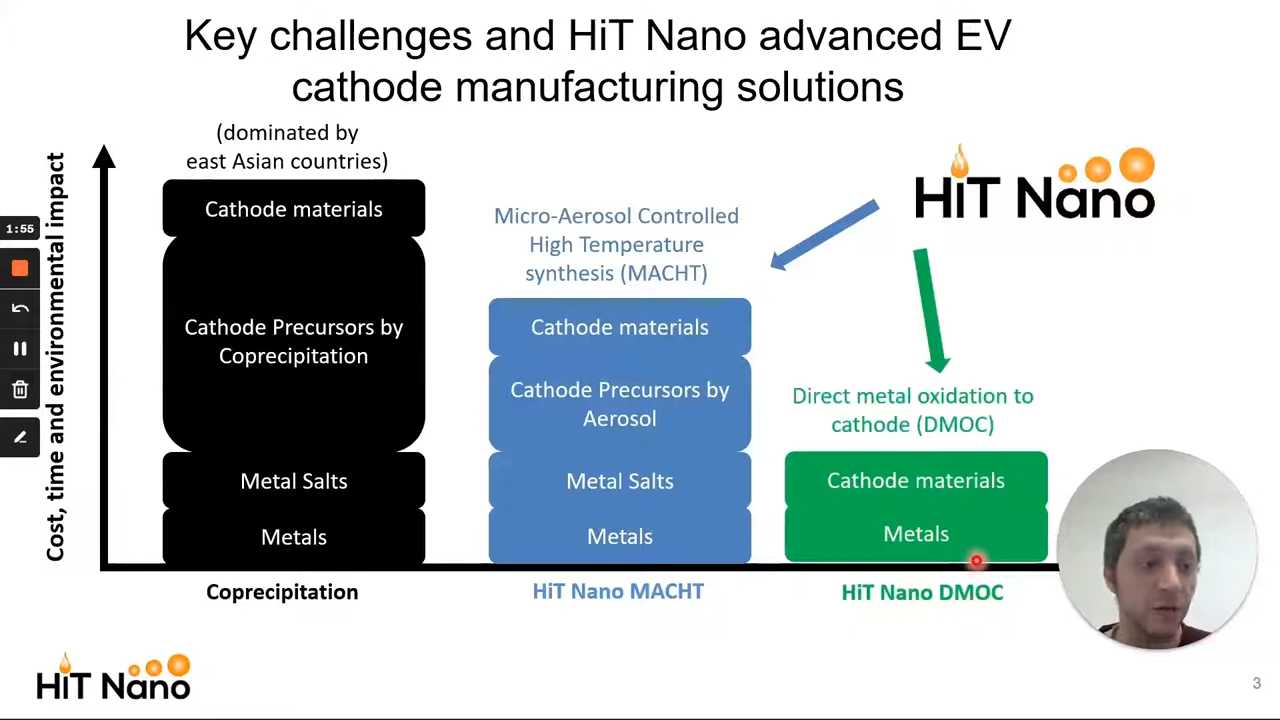 Key challenges and HiT Nano advanced EV
cathode manufacturing solutions
(dominated by
east Asian countries)
Cost, time and environmental impact
Cathode materials
Cathode Precursors by
Coprecipitation
Metal Salts
Metals
Coprecipitation
Micro-Aerosol Controlled
High Temperature
synthesis (MACHT)
Cathode materials
Cathode Precursors by
Aerosol
Metal Salts
Metals
HiT Nano MACHT
HiT Nano
Direct metal oxidation to
cathode (DMOC)
Cathode materials
Metals
HiT Nano DMOC
1:55
HiT Nano
3